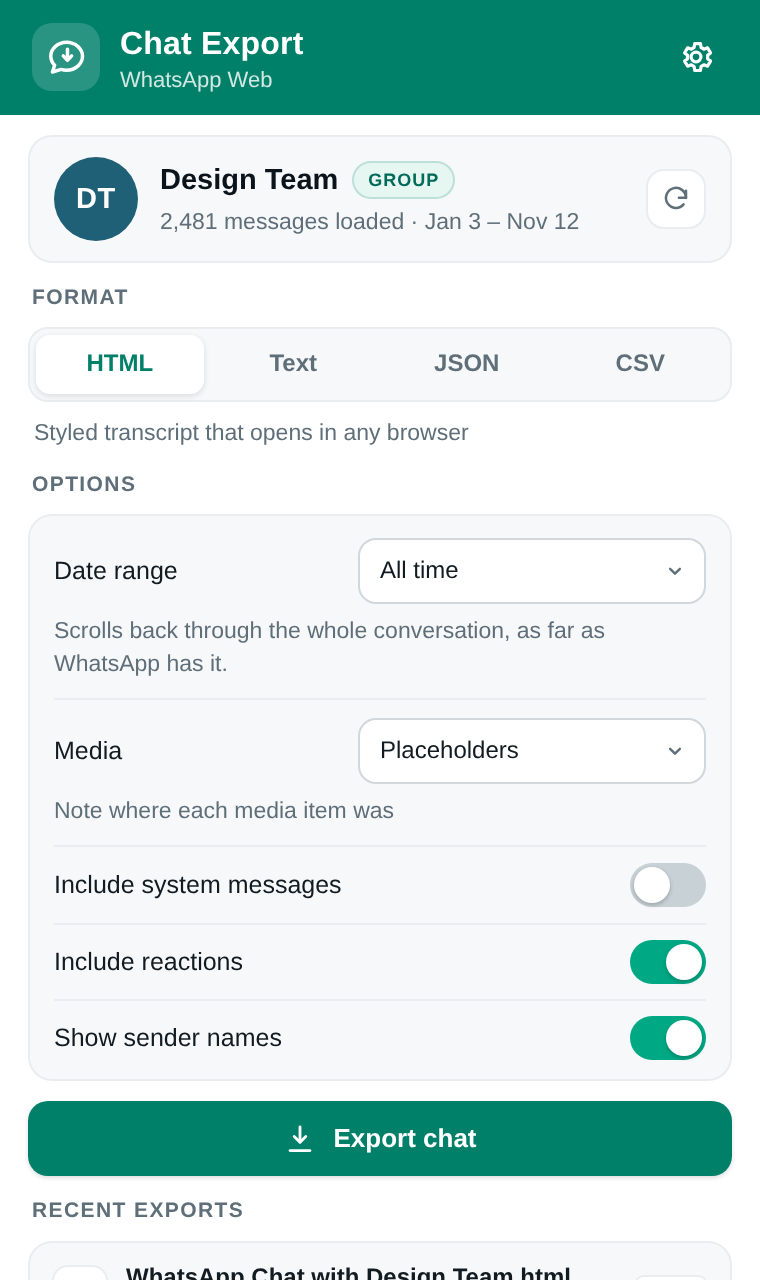 Chat Export
WhatsApp Web
DT
Design Team GROUP
2,481 messages loaded · Jan 3 – Nov 12
FORMAT
HTML Text JSON CSV
Styled transcript that opens in any browser
OPTIONS
Date range All time
Scrolls back through the whole conversation, as far as
WhatsApp has it.
Media Placeholders
Note where each media item was
Include system messages
Include reactions
Show sender names
Export chat
RECENT EXPORTS
WhatsApp Chat with Design Team.html